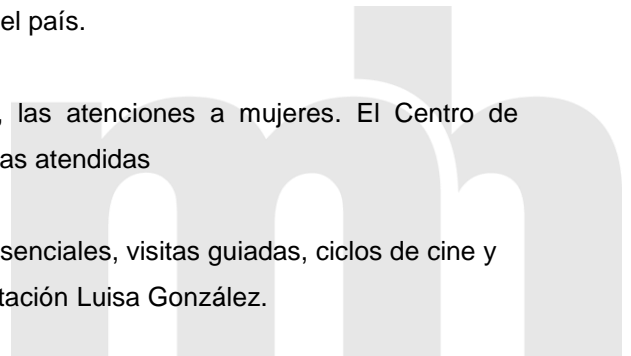 el país.
, las atenciones a mujeres. El Centro de
as atendidas
senciales, visitas guiadas, ciclos de cine y
tación Luisa González.